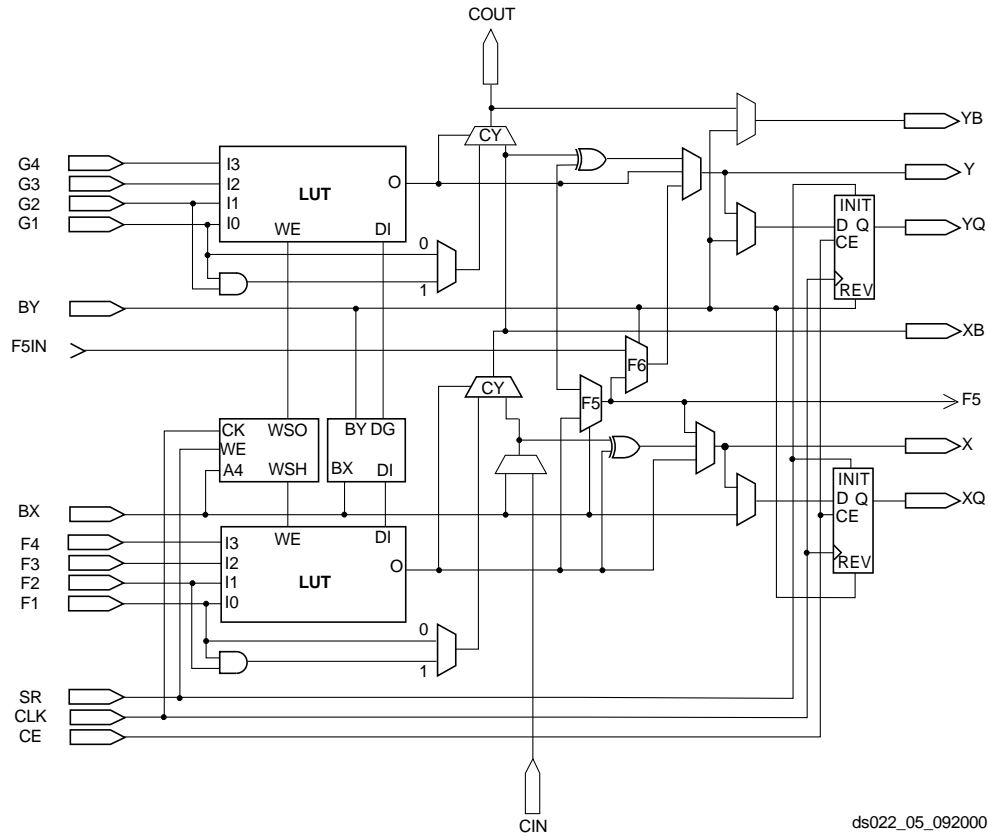 COUT
CY
YB
G4
G3
G2
G1
I3
I2
I1
I0
LUT
O
WE
DI
0
1
Y
INIT
D Q
CE
REV
YQ
BY
F5IN
XB
F6
CY
F5
F5
CK
WE
A4
WSO
WSH
BY DG
BX
DI
X
INIT
D Q
CE
REV
XQ
BX
F4
F3
F2
F1
I3
I2
I1
I0
WE
DI
LUT
O
0
1
SR
CLK
CE
CIN
ds022_05_092000